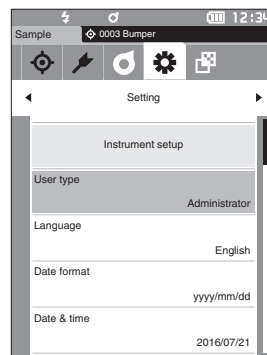 12:34
Sample
0003 Bumper
Setting
Instrument setup
User type
Administrator
Language
English
Date format
yyyy/mm/dd
Date & time
2016/07/21